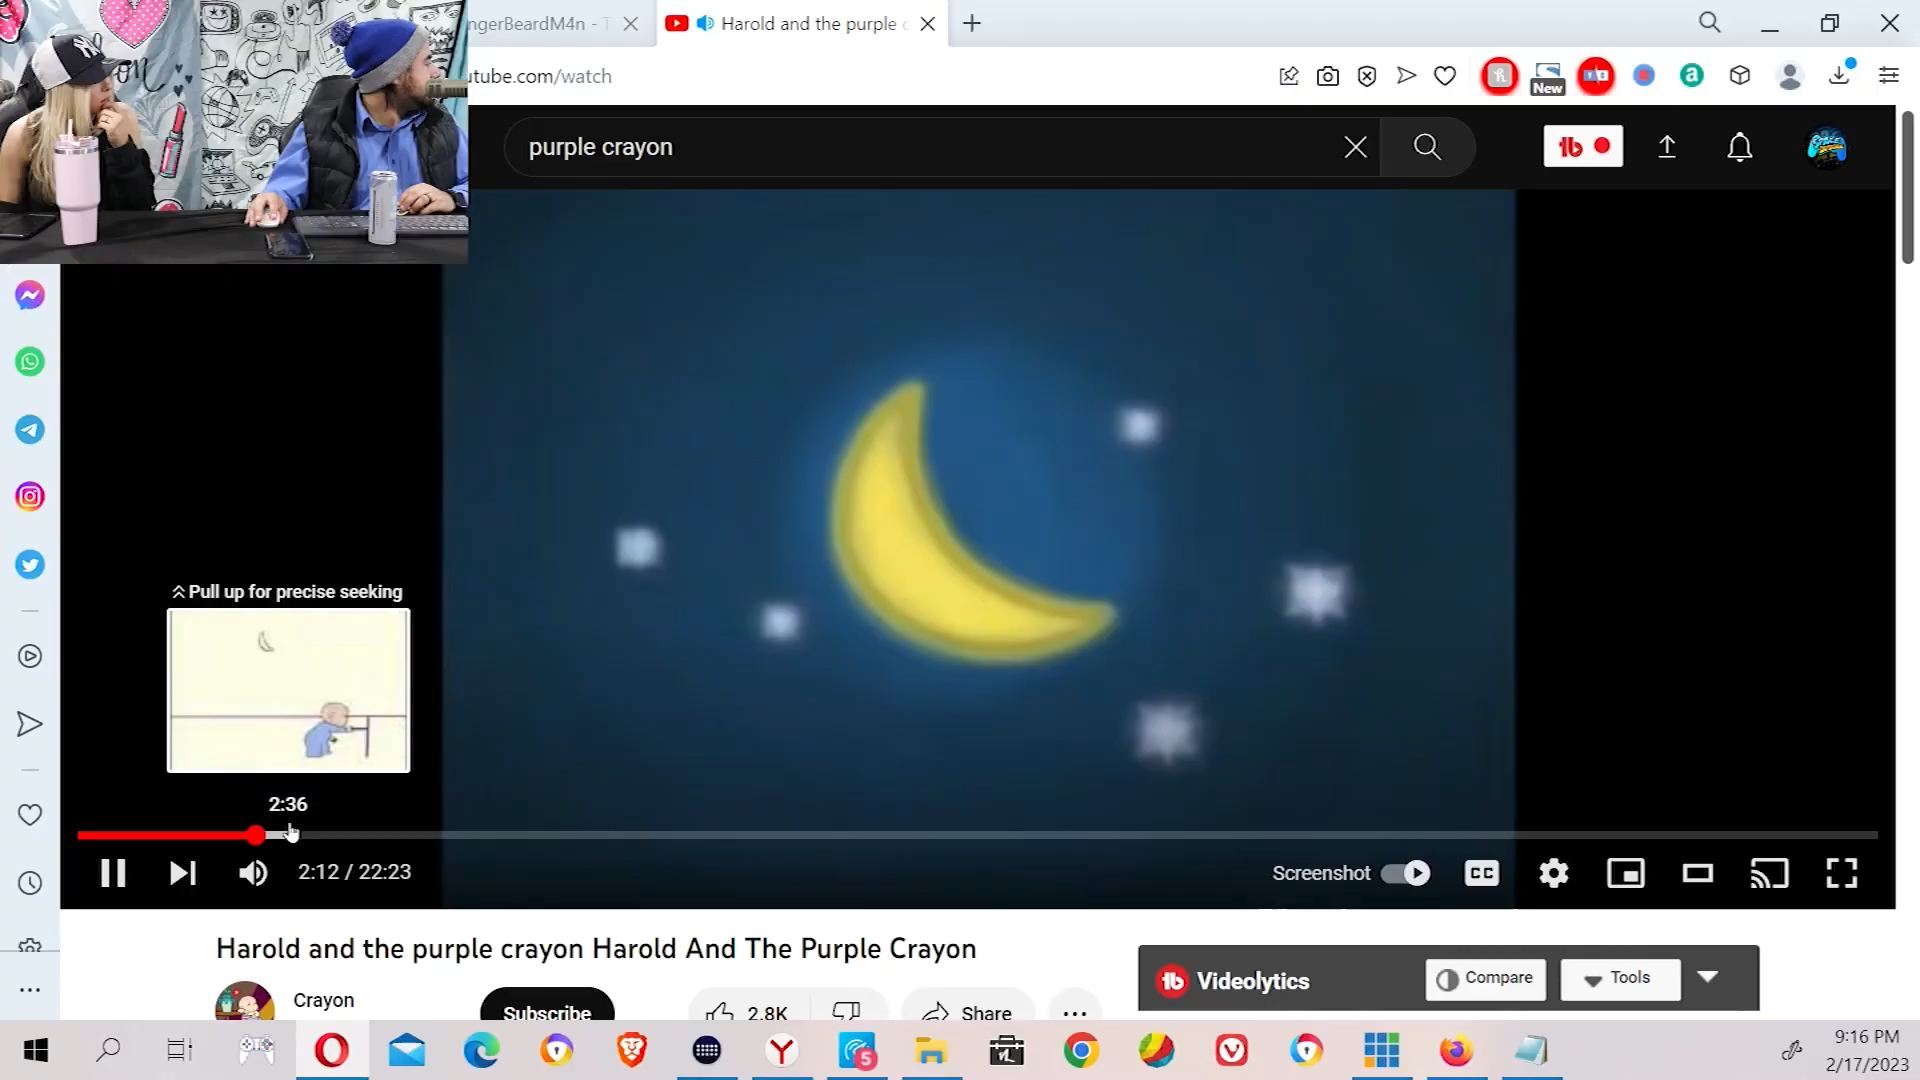 ngerBeardM4n - T
Harold and the purple c
utube.com/watch
New
purple crayon
Pull up for precise seeking
2:36
2:12 / 22:23
Screenshot
CC
Harold and the purple crayon Harold And The Purple Crayon
Crayon
Subscribe
2.8K
Share
Videolytics
Compare
Tools
5
9:16 PM
2/17/2023